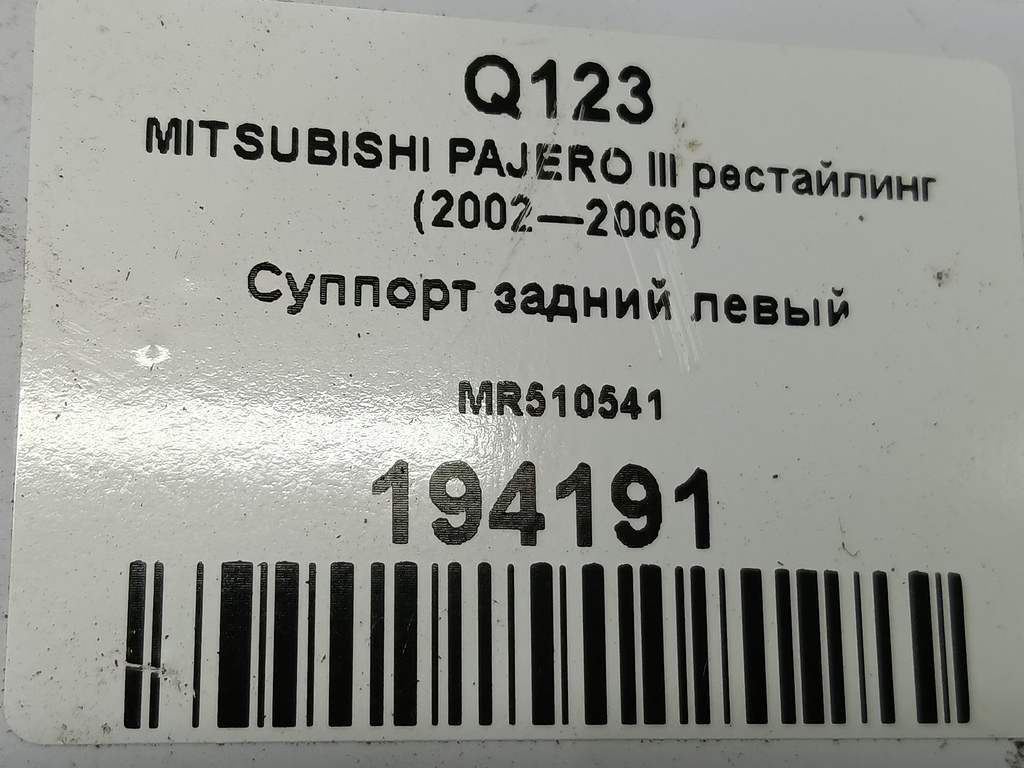 Q123
MITSUBISHI PAJERO III рестайлинг
(2002—2006)
Суппорт задний левый
MR510541
194191